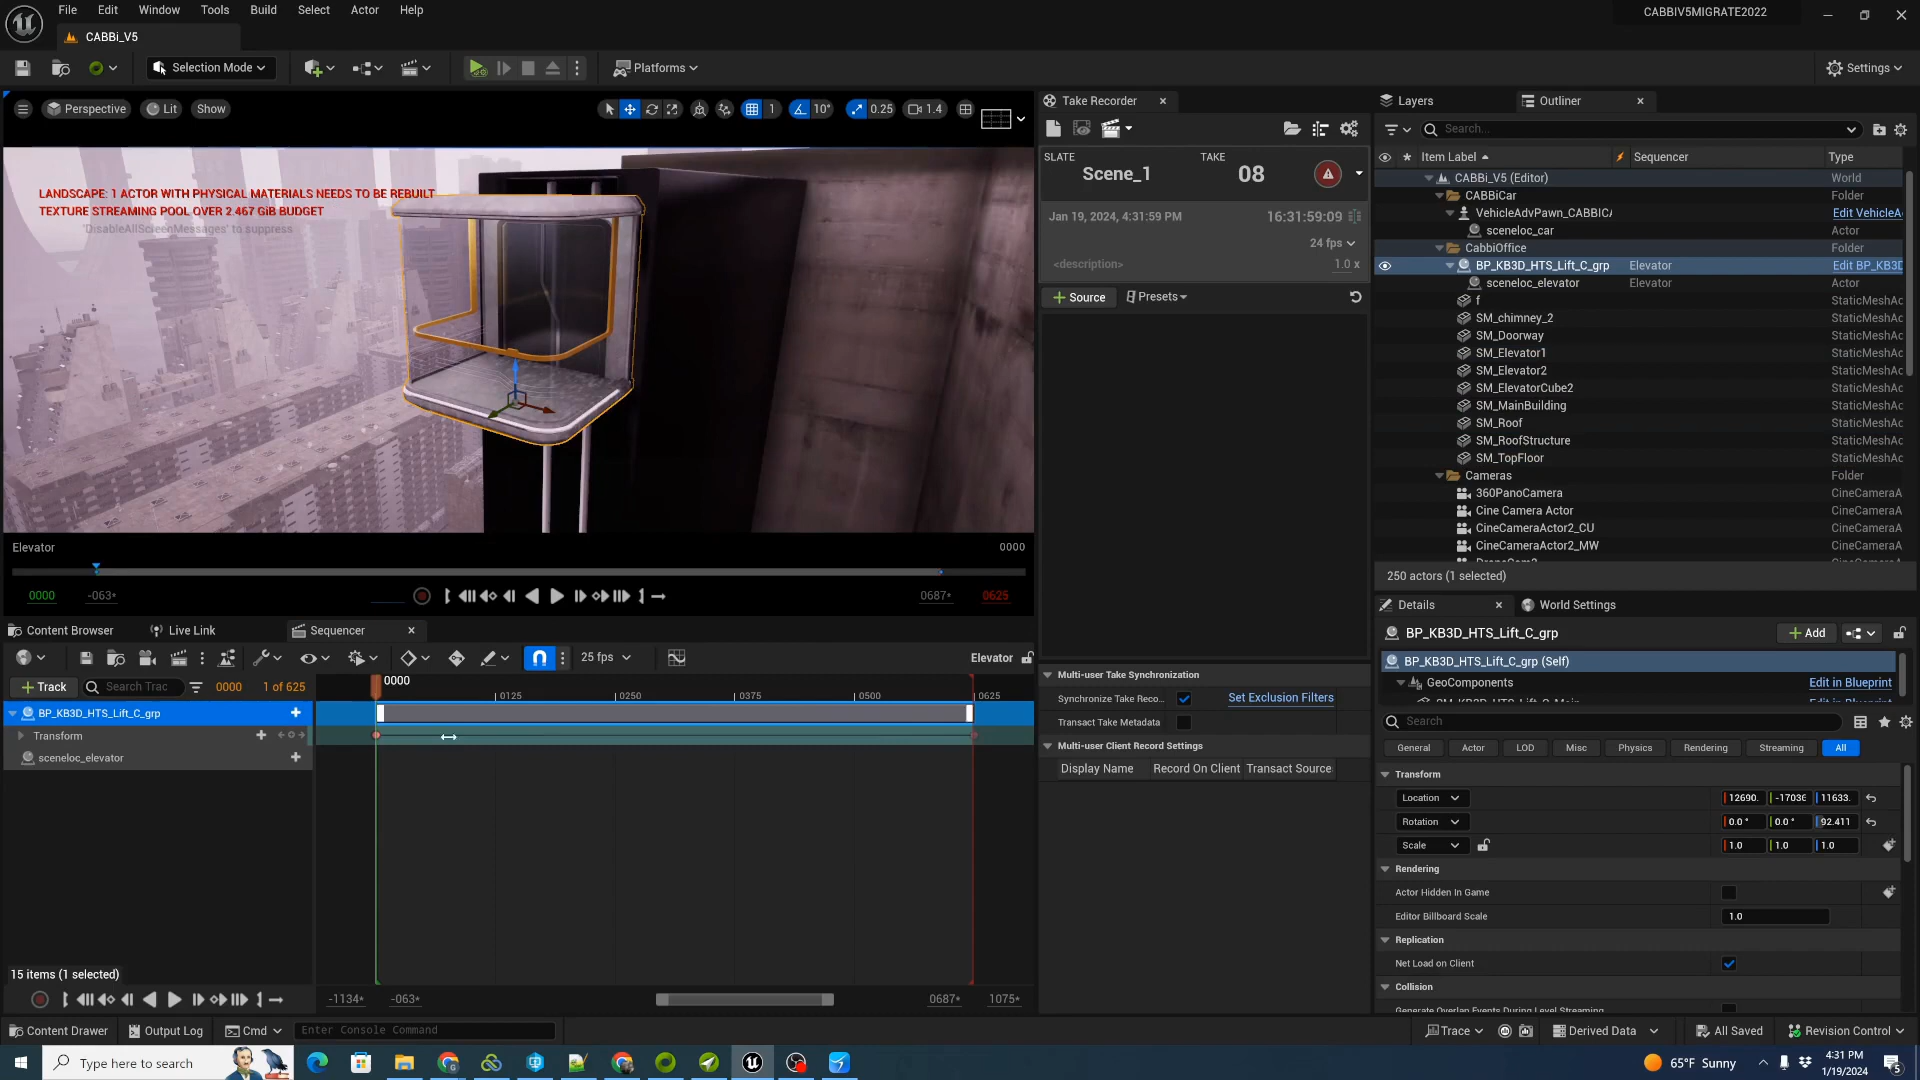 File Edit Window Tools Build Select Actor Help
CABBIV5MIGRATE2022
CABBi_V5
Selection Mode
Platforms
Settings
Perspective Lit Show
1 10° 0.25 1.4
LANDSCAPE: 1 ACTOR WITH PHYSICAL MATERIALS NEEDS TO BE REBUILT
TEXTURE STREAMING POOL OVER 2.467 GiB BUDGET
'DisableAllScreenMessages' to suppress
Elevator 0000
0000 -063* 0687* 0625
Content Browser Live Link Sequencer
25 fps Elevator
Track Search Trac 0000 1 of 625
0000
0125 0250 0375 0500 0625
BP_KB3D_HTS_Lift_C_grp
Transform
sceneloc_elevator
15 items (1 selected)
-1134* -063* 0687* 1075*
Take Recorder
SLATE TAKE
Scene_1 08
Jan 19, 2024, 4:31:59 PM 16:31:59:09
24 fps
<description> 1.0 x
Source Presets
Multi-user Take Synchronization
Synchronize Take Reco... Set Exclusion Filters
Transact Take Metadata
Multi-user Client Record Settings
Display Name Record On Client Transact Source
Layers Outliner
Search...
Item Label Sequencer Type
CABBi_V5 (Editor) World
CABBiCar Folder
VehicleAdvPawn_CABBIC Edit VehicleA
sceneloc_car Actor
CabbiOffice Folder
BP_KB3D_HTS_Lift_C_grp Elevator Edit BP_KB3D
sceneloc_elevator Elevator Actor
f StaticMeshAc
SM_chimney_2 StaticMeshAc
SM_Doorway StaticMeshAc
SM_Elevator1 StaticMeshAc
SM_Elevator2 StaticMeshAc
SM_ElevatorCube2 StaticMeshAc
SM_MainBuilding StaticMeshAc
SM_Roof StaticMeshAc
SM_RoofStructure StaticMeshAc
SM_TopFloor StaticMeshAc
Cameras Folder
360PanoCamera CineCameraA
Cine Camera Actor CineCameraA
CineCameraActor2_CU CineCameraA
CineCameraActor2_MW CineCameraA
250 actors (1 selected)
Details World Settings
BP_KB3D_HTS_Lift_C_grp Add
BP_KB3D_HTS_Lift_C_grp (Self)
GeoComponents Edit in Blueprint
Search
General Actor LOD Misc Physics Rendering Streaming All
Transform
Location 12690. -1703 11633.
Rotation 0.0 ° 0.0 ° 92.411
Scale 1.0 1.0 1.0
Rendering
Actor Hidden In Game
Editor Billboard Scale 1.0
Replication
Net Load on Client
Collision
Generate Overlap Events During Level Streaming
Content Drawer Output Log Cmd Enter Console Command
Trace Derived Data All Saved Revision Control
Type here to search
65°F Sunny
4:31 PM
1/19/2024
5